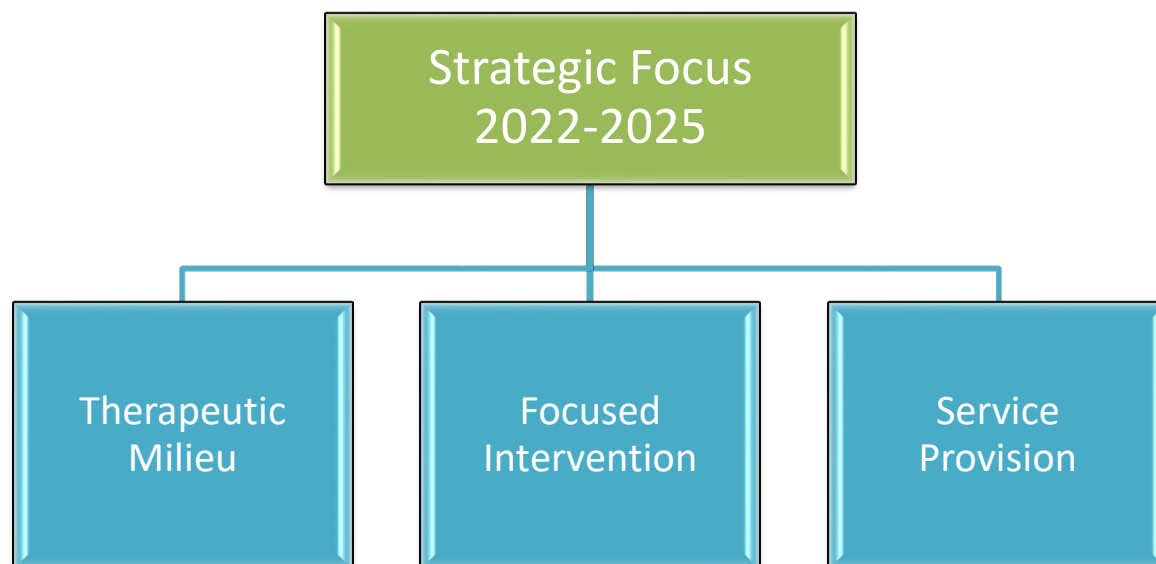 Strategic Focus
2022-2025
Therapeutic
Milieu
Focused
Intervention
Service
Provision